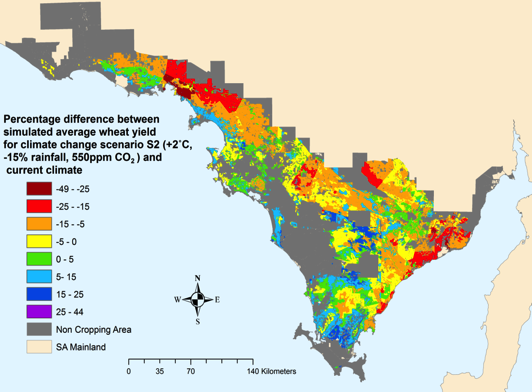 Percentage difference between
simulated average wheat yield
for climate change scenario S2 (+2˚C,
-15% rainfall, 550ppm CO2 ) and
current climate
-49 - -25
-25 - -15
-15 - -5
-5 - 0
0 - 5
5- 15
15 - 25
25 - 44
Non Cropping Area
SA Mainland
N
W
E
S
0
35
70
140 Kilometers